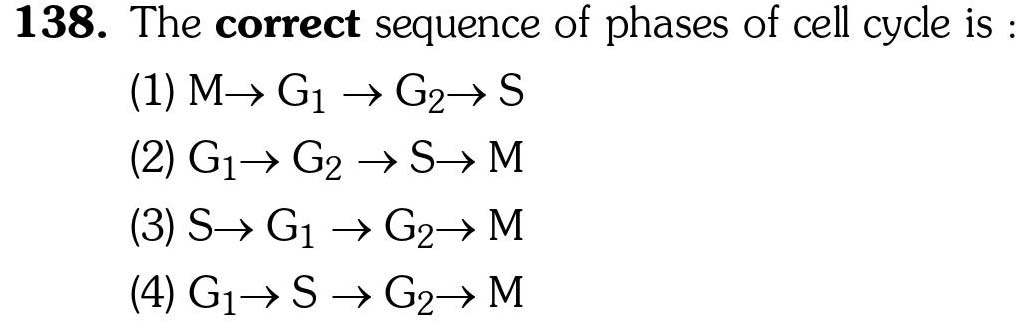 138. The correct sequence of phases of cell cycle is :
(1) M→ G₁ → G₂→ S
(2) G₁→ G₂ → S→ M
(3) S→ G₁ → G₂→ M
(4) G₁→ S → G₂→ M